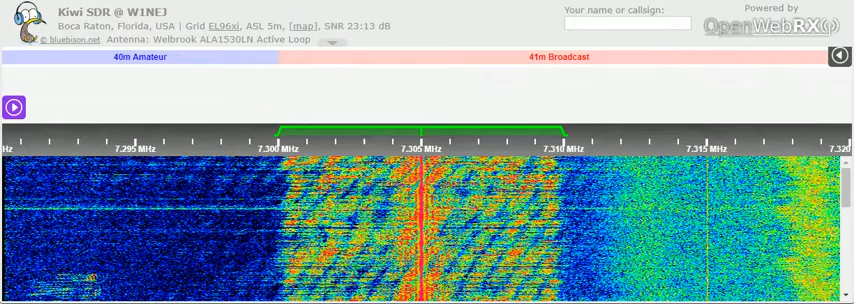 Kiwi SDR @ W1NEJ
Boca Raton, Florida, USA | Grid EL96xi, ASL 5m, [map], SNR 23:13 dB
© bluebison.net Antenna: Welbrook ALA1530LN Active Loop
Your name or callsign:
Powered by
OpenWebRX
40m Amateur
41m Broadcast
Hz 7.295 MHz 7.300 MHz 7.305 MHz 7.310 MHz 7.315 MHz 7.320